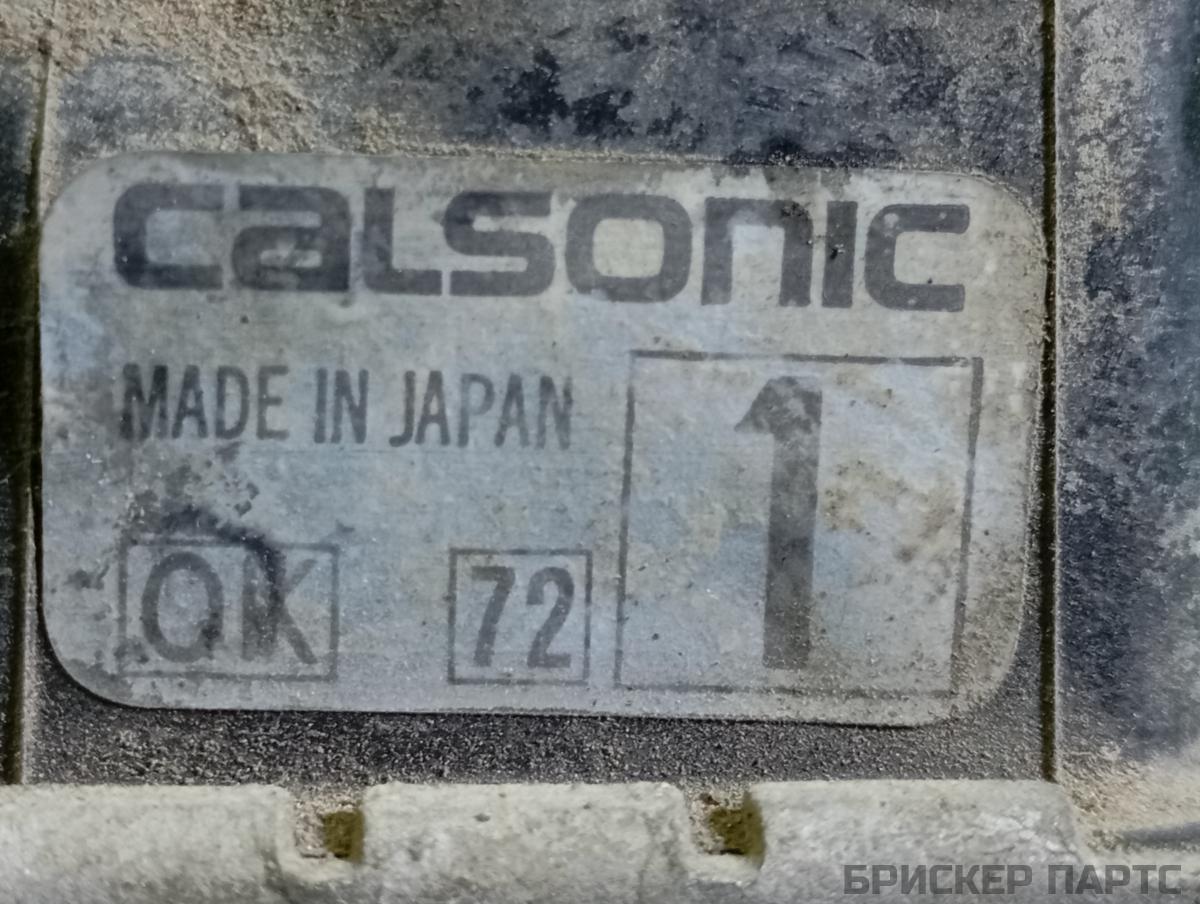 calsonic
MADE IN JAPAN
1
OK
72
БРИСКЕР ПАРТС